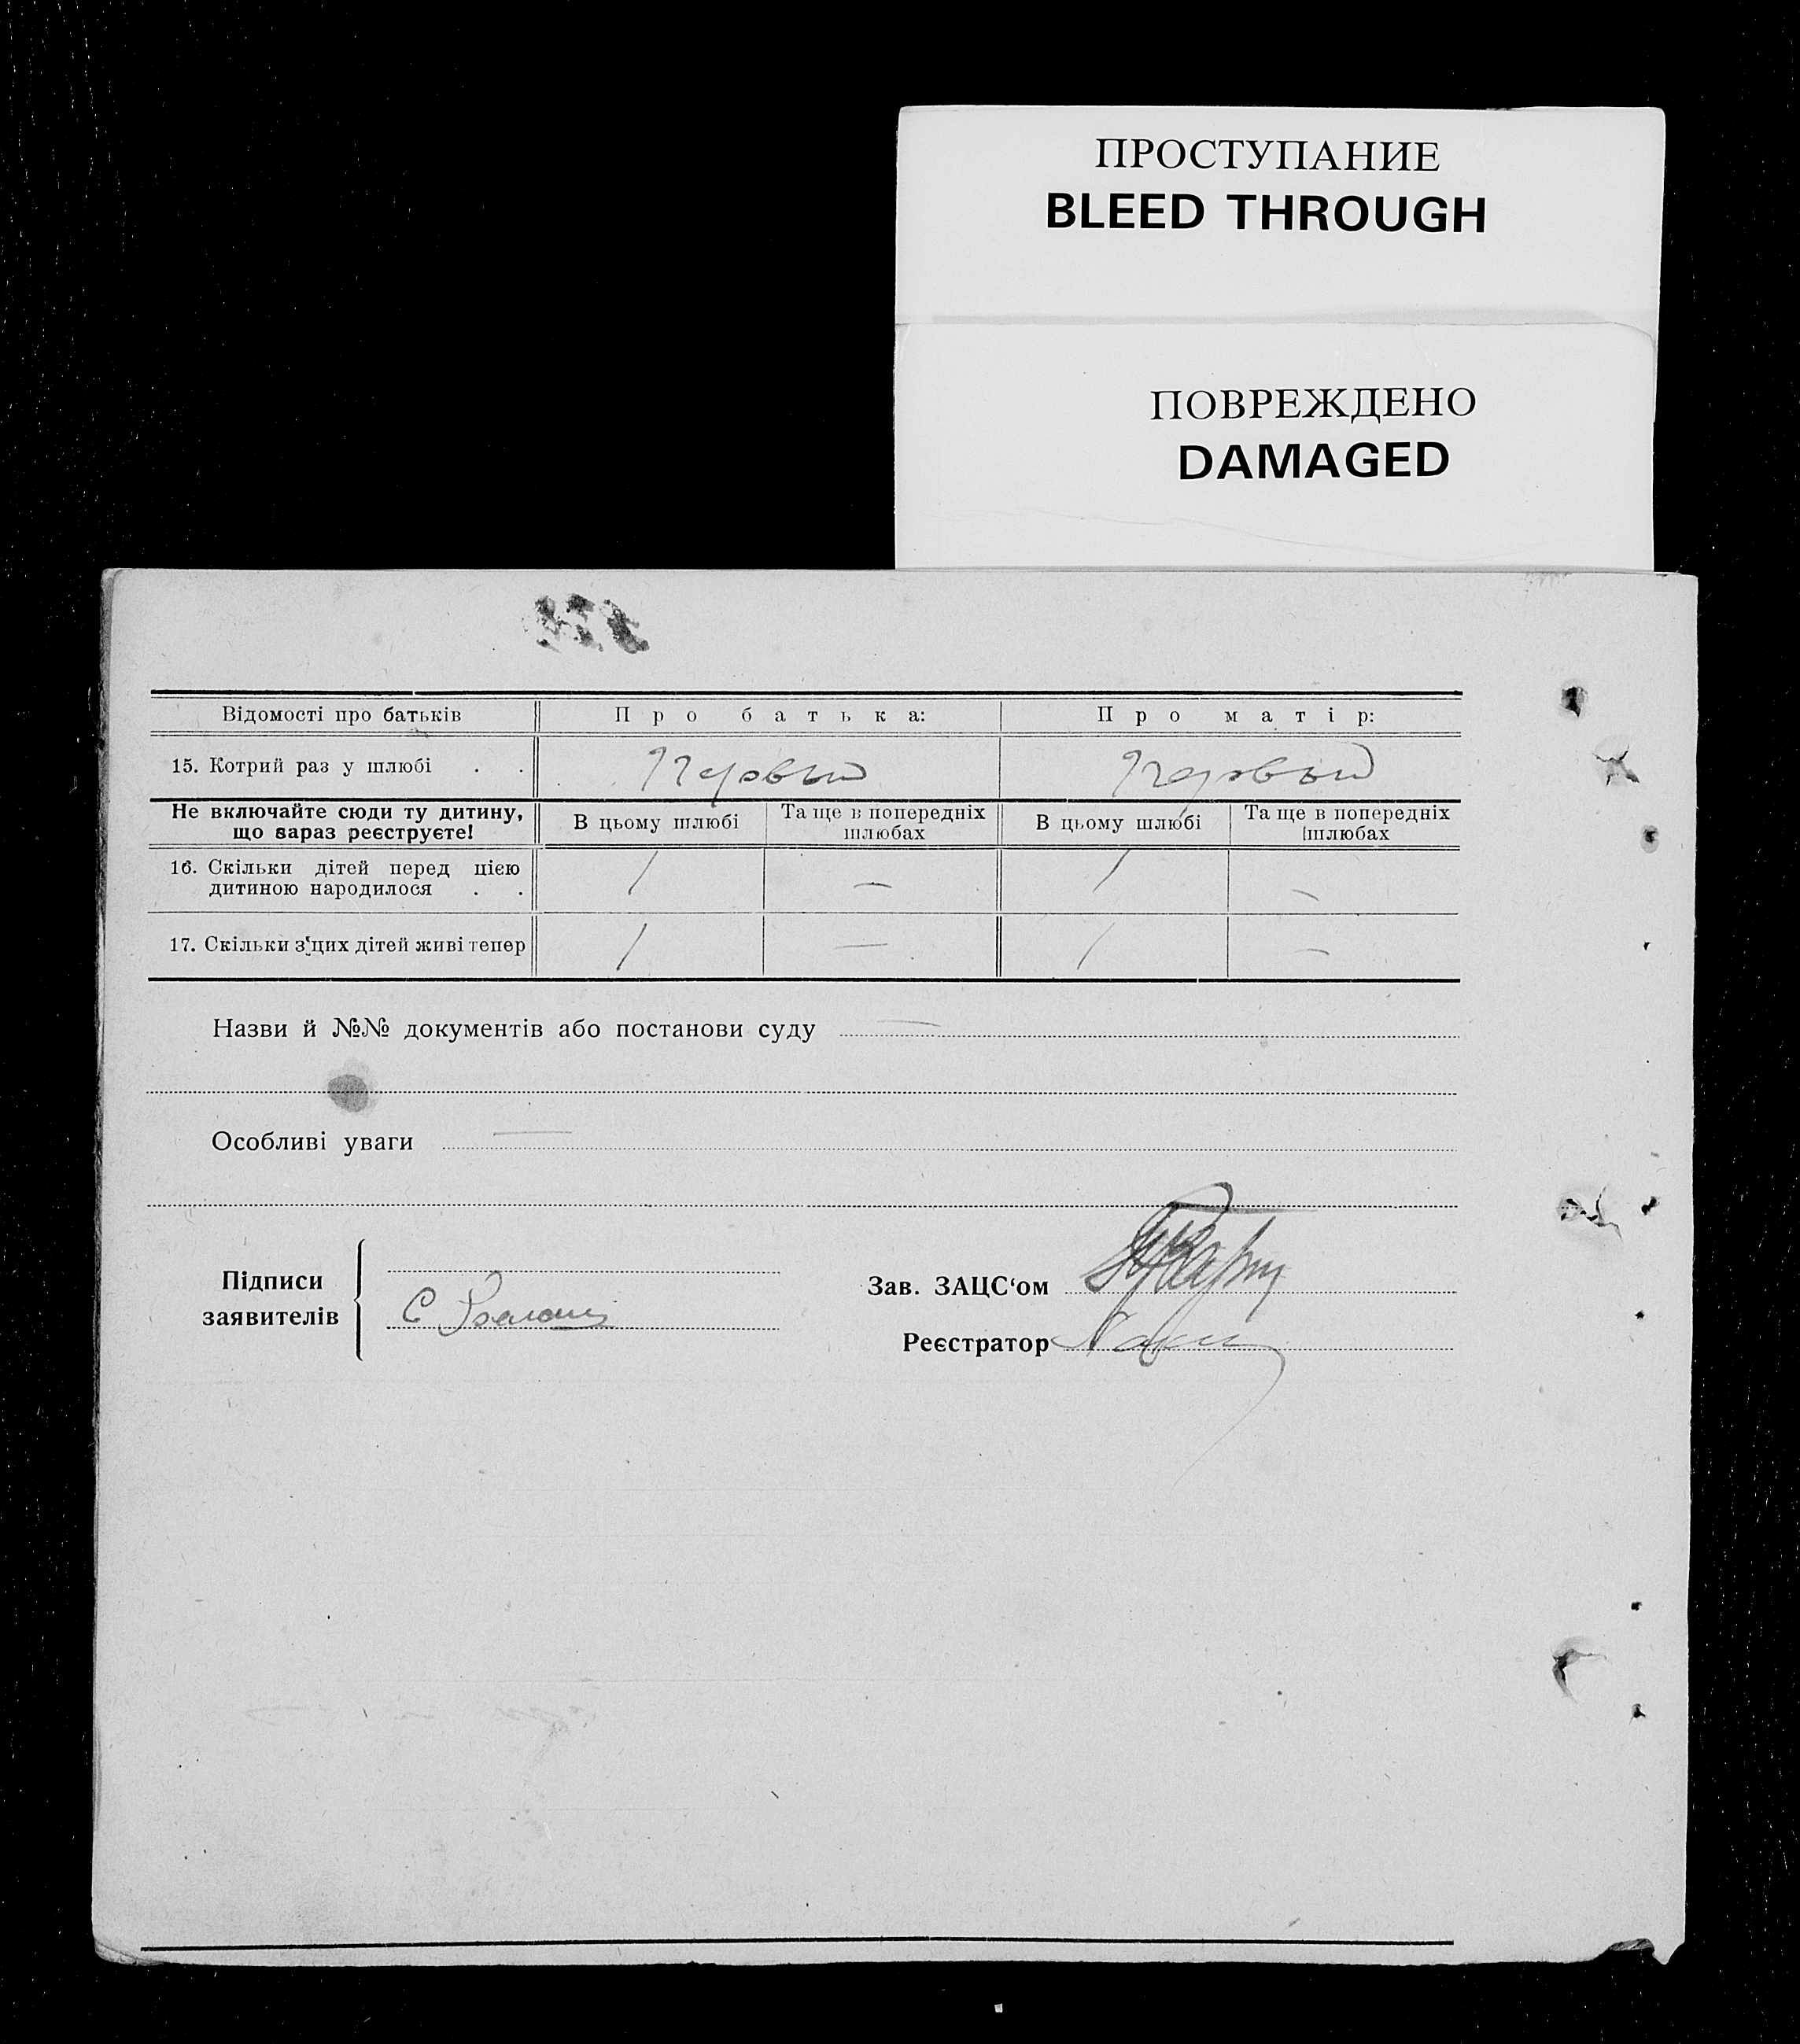 ПРОСТУПАНИЕ
BLEED THROUGH
ПОВРЕЖДЕНО
DAMAGED
Відомості про батьків Про батька: Про матір:
15. Котрий раз у шлюбі . . Первый Первый
Не включайте сюди ту дитину, що зараз реєструєте!
В цьому шлюбі Та ще в попередніх шлюбах В цьому шлюбі Та ще в попередніх шлюбах
16. Скільки дітей перед цією
дитиною народилося . . 1 — 1 —
17. Скільки з'цих дітей живі тепер 1 — 1 —
Назви й №№ документів або постанови суду —
Особливі уваги —
Підписи
заявителів
Зав. ЗАЦС‘ом
Реєстратор